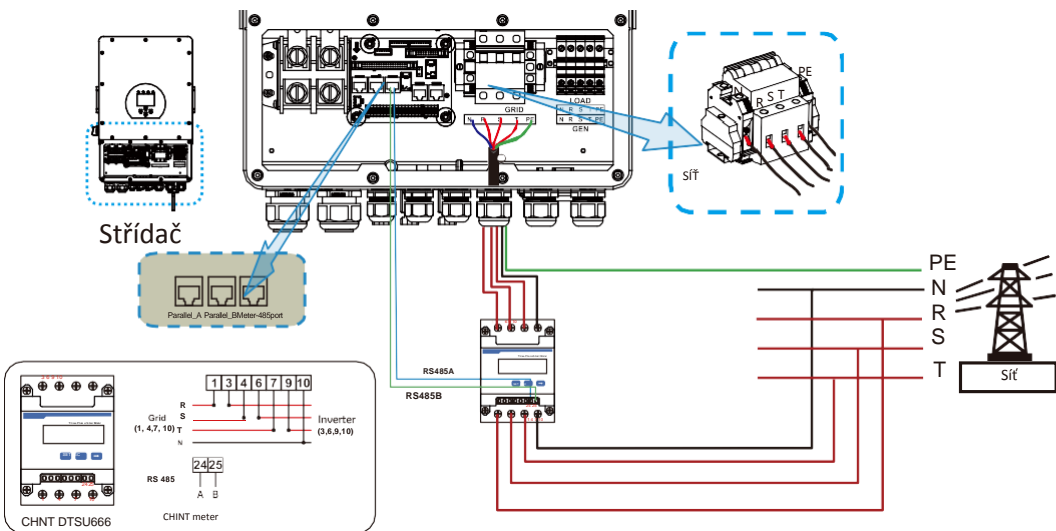 LOAD
N R S T PE
GRID
N R S T PE
N R S T PE
GEN
PE
N
R S T
SÍŤ
Střídač
Parallel_A Parallel_B Meter-485port
PE
N
R
S
T
Síť
RS485A
RS485B
1 3 4 6 7 9 10
R
S
T
N
Grid
(1, 4,7, 10)
Inverter
(3,6,9,10)
RS 485
24 25
A B
CHNT DTSU666
CHINT meter